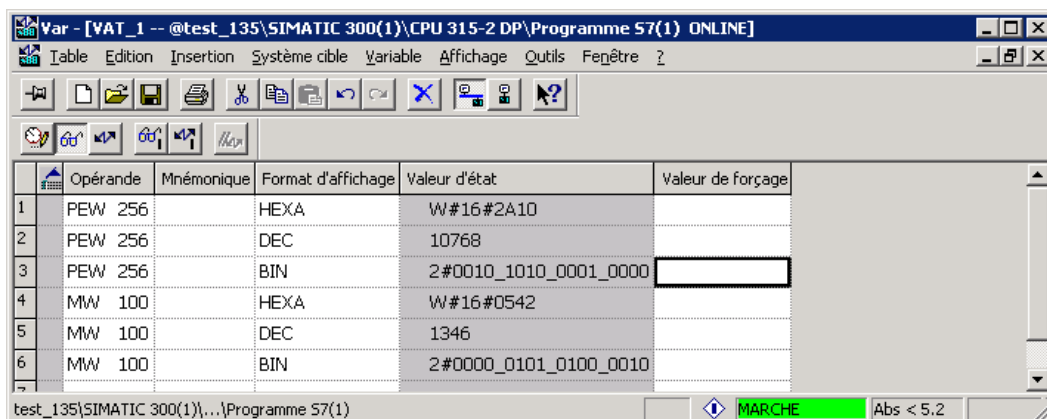 Var - [VAT_1 -- @test_135\SIMATIC 300(1)\CPU 315-2 DP\Programme S7(1) ONLINE]
Table Edition Insertion Système cible Variable Affichage Outils Fenêtre ?
Opérande Mnémonique Format d'affichage Valeur d'état Valeur de forçage
1 PEW 256 HEXA W#16#2A10
2 PEW 256 DEC 10768
3 PEW 256 BIN 2#0010_1010_0001_0000
4 MW 100 HEXA W#16#0542
5 MW 100 DEC 1346
6 MW 100 BIN 2#0000_0101_0100_0010
test_135\SIMATIC 300(1)\...\Programme S7(1) MARCHE Abs < 5.2